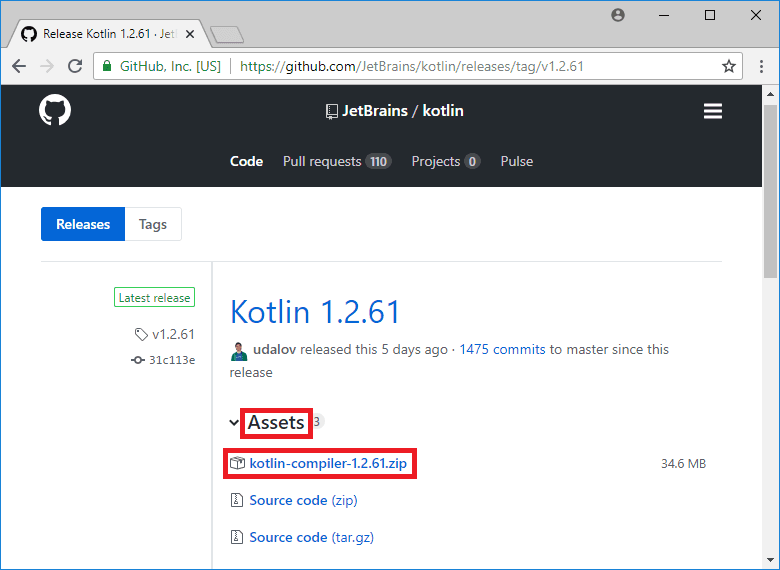 Release Kotlin 1.2.61 · Jetl
GitHub, Inc. [US] https://github.com/JetBrains/kotlin/releases/tag/v1.2.61
JetBrains / kotlin
Code Pull requests 110 Projects 0 Pulse
Releases Tags
Latest release
v1.2.61
31c113e
Kotlin 1.2.61
udalov released this 5 days ago · 1475 commits to master since this
release
Assets 3
kotlin-compiler-1.2.61.zip 34.6 MB
Source code (zip)
Source code (tar.gz)